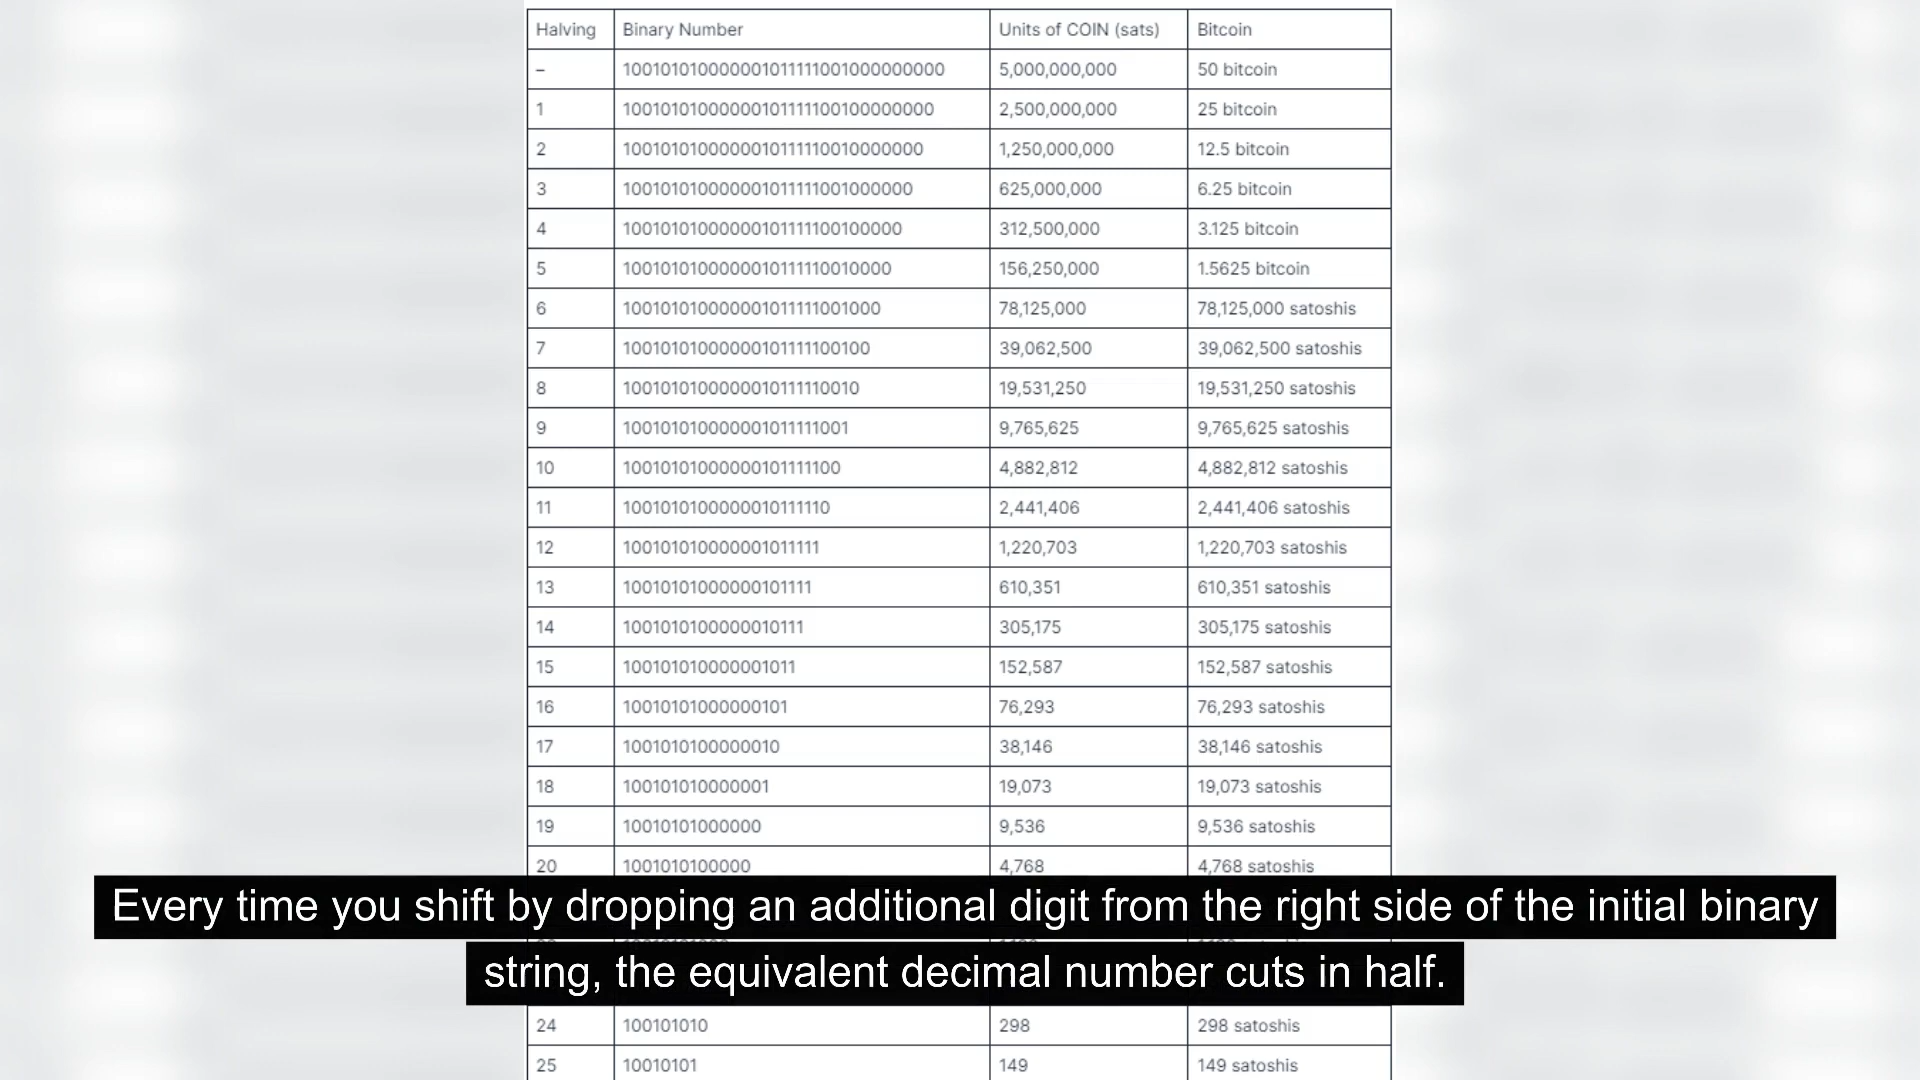 Halving Binary Number Units of COIN (sats) Bitcoin
– 100101010000001011111001000000000 5,000,000,000 50 bitcoin
1 10010101000000101111100100000000 2,500,000,000 25 bitcoin
2 1001010100000010111110010000000 1,250,000,000 12.5 bitcoin
3 100101010000001011111001000000 625,000,000 6.25 bitcoin
4 10010101000000101111100100000 312,500,000 3.125 bitcoin
5 1001010100000010111110010000 156,250,000 1.5625 bitcoin
6 100101010000001011111001000 78,125,000 78,125,000 satoshis
7 10010101000000101111100100 39,062,500 39,062,500 satoshis
8 1001010100000010111110010 19,531,250 19,531,250 satoshis
9 100101010000001011111001 9,765,625 9,765,625 satoshis
10 10010101000000101111100 4,882,812 4,882,812 satoshis
11 1001010100000010111110 2,441,406 2,441,406 satoshis
12 100101010000001011111 1,220,703 1,220,703 satoshis
13 10010101000000101111 610,351 610,351 satoshis
14 1001010100000010111 305,175 305,175 satoshis
15 100101010000001011 152,587 152,587 satoshis
16 10010101000000101 76,293 76,293 satoshis
17 1001010100000010 38,146 38,146 satoshis
18 100101010000001 19,073 19,073 satoshis
19 10010101000000 9,536 9,536 satoshis
20 1001010100000 4,768 4,768 satoshis
Every time you shift by dropping an additional digit from the right side of the initial binary
string, the equivalent decimal number cuts in half.
24 100101010 298 298 satoshis
25 10010101 149 149 satoshis